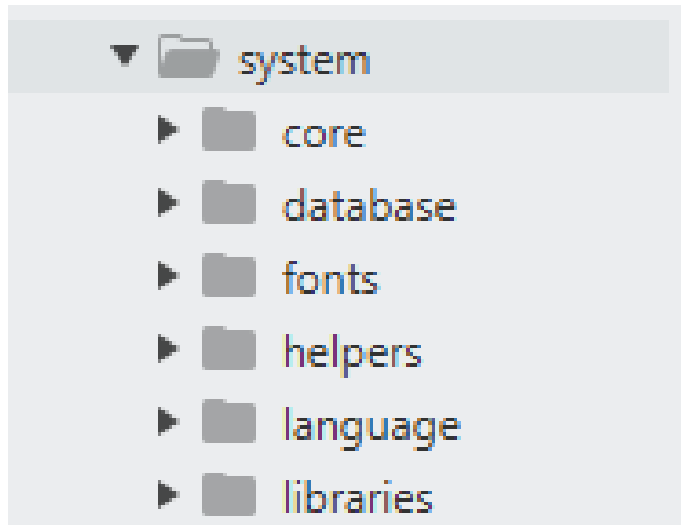 system
core
database
fonts
helpers
language
libraries